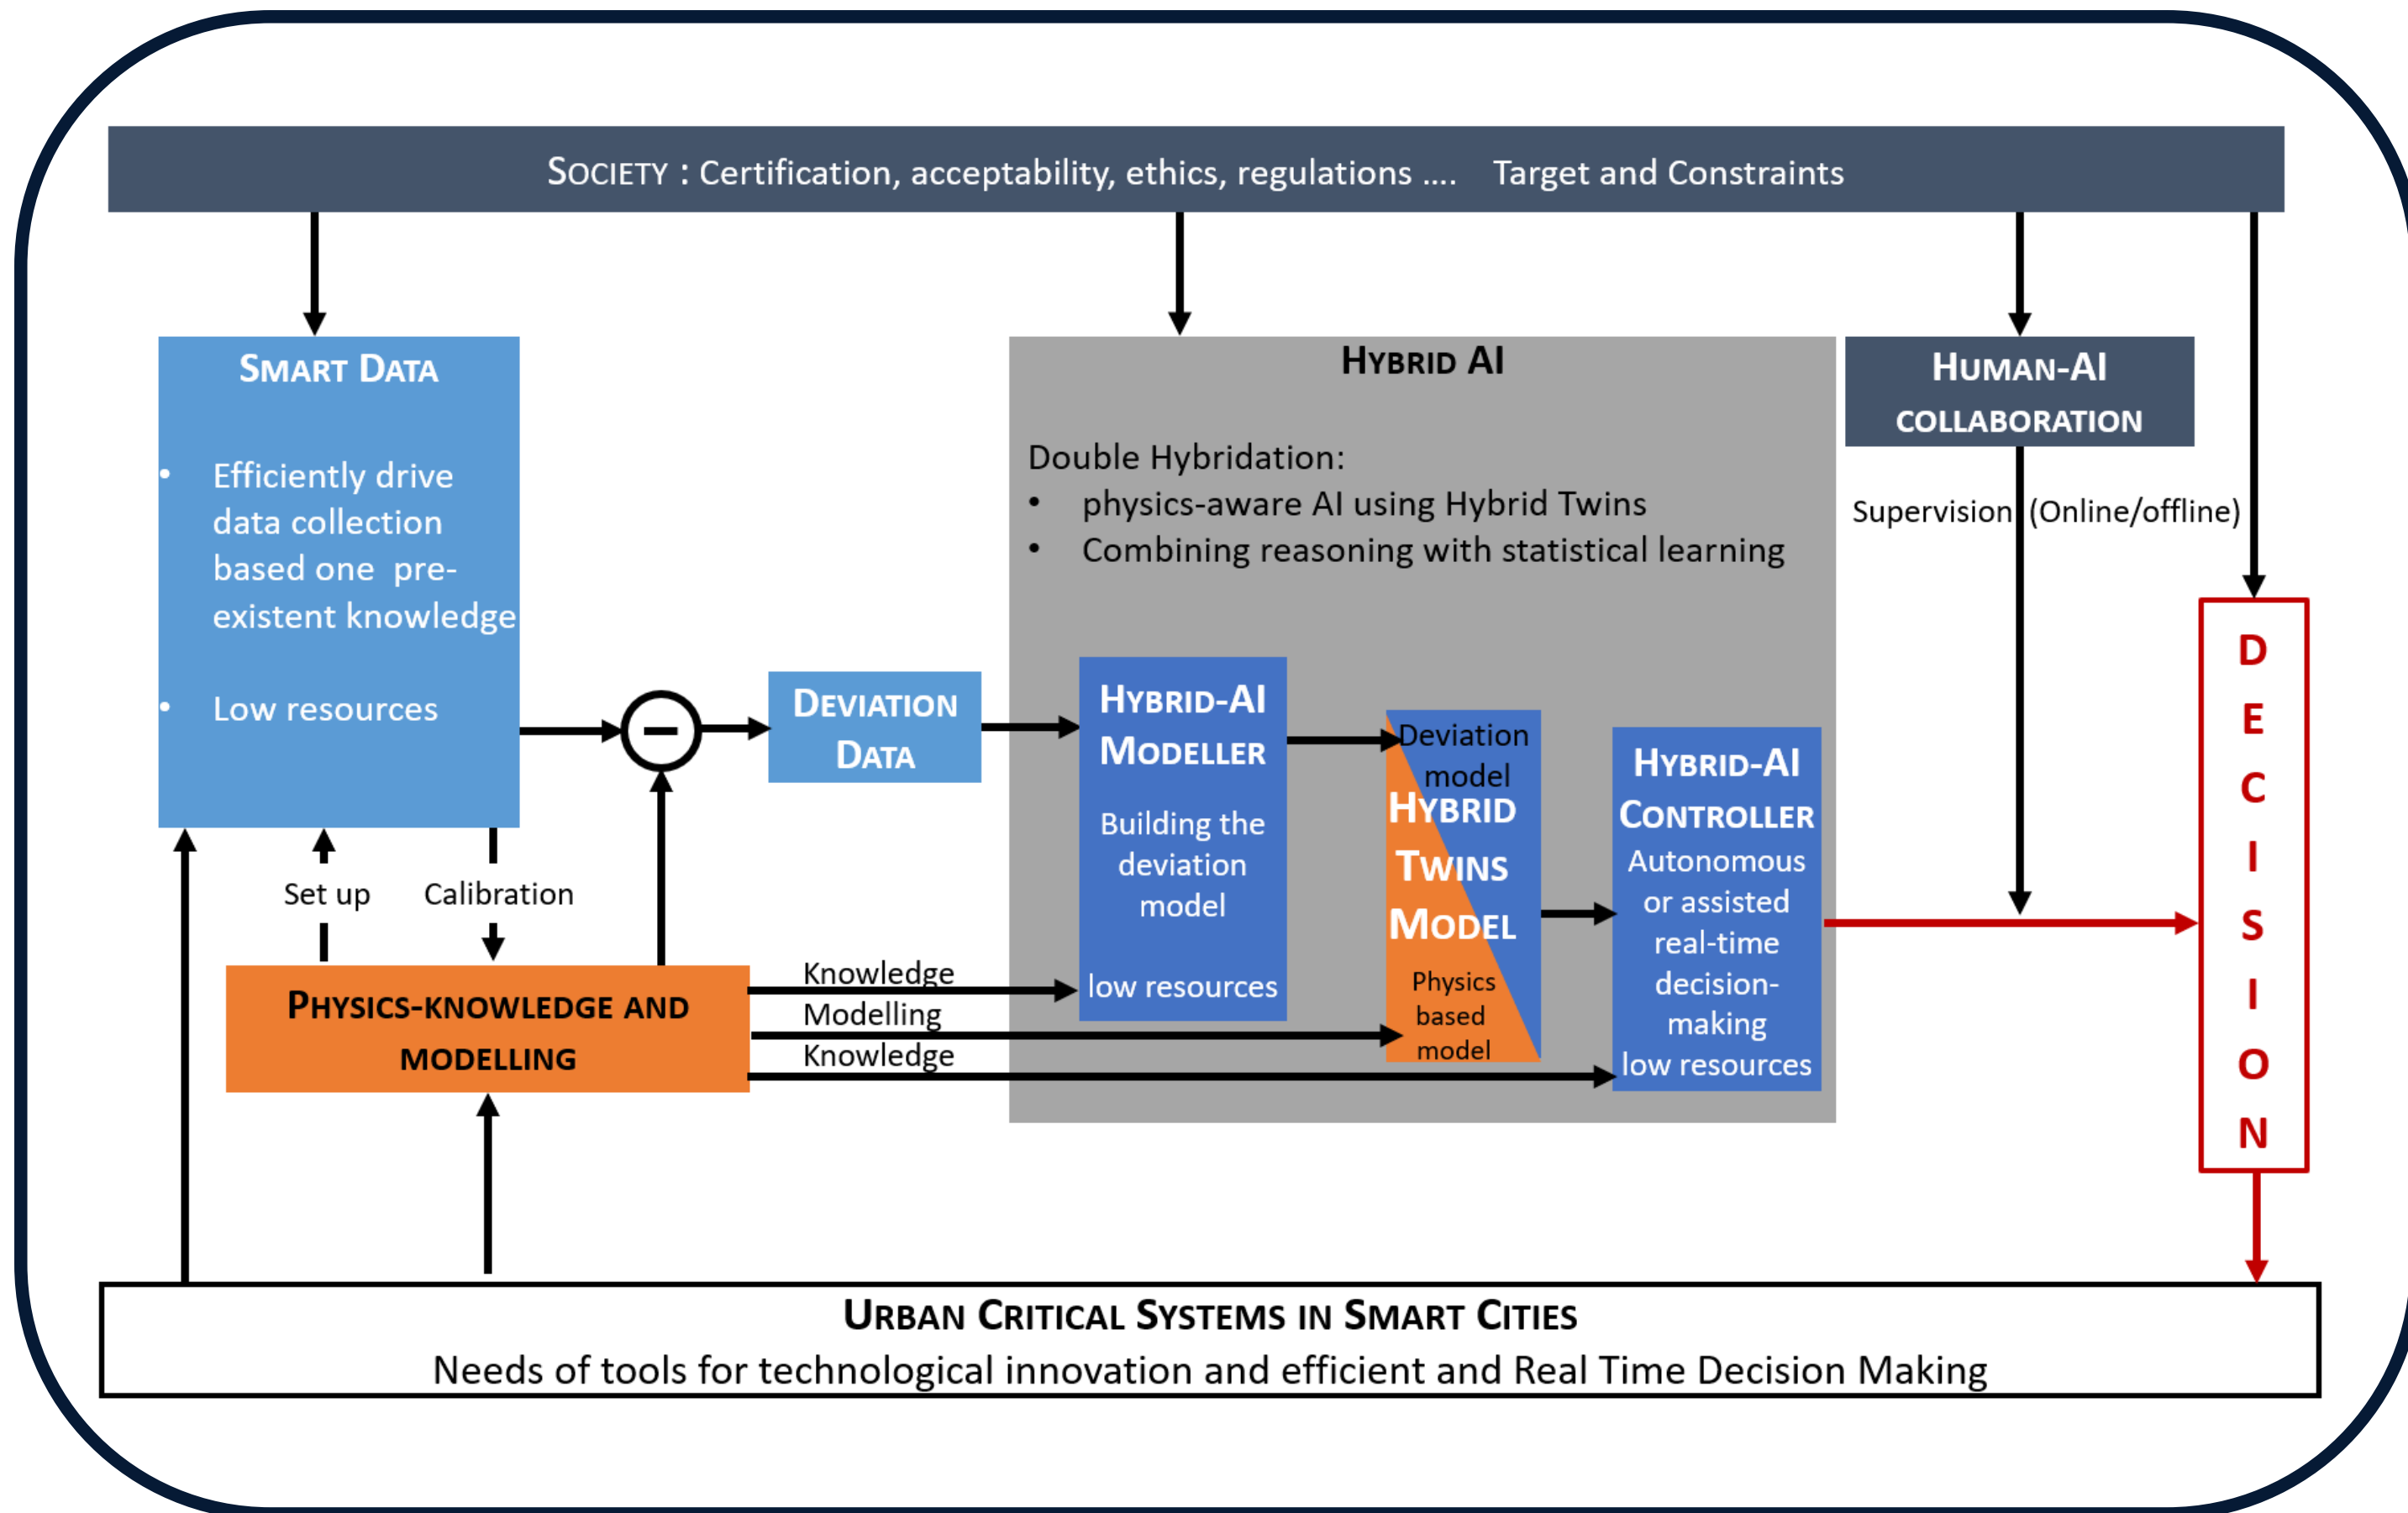 SOCIETY : Certification, acceptability, ethics, regulations .... Target and Constraints
SMART DATA
• Efficiently drive
data collection
based one pre-
existent knowledge
• Low resources
Set up
Calibration
PHYSICS-KNOWLEDGE AND
MODELLING
−
DEVIATION
DATA
Knowledge
Modelling
Knowledge
HYBRID AI
Double Hybridation:
• physics-aware AI using Hybrid Twins
• Combining reasoning with statistical learning
HYBRID-AI
MODELLER
Building the
deviation
model
low resources
Deviation
model
HYBRID
TWINS
MODEL
Physics
based
model
HYBRID-AI
CONTROLLER
Autonomous
or assisted
real-time
decision-
making
low resources
HUMAN-AI
COLLABORATION
Supervision (Online/offline)
D
E
C
I
S
I
O
N
URBAN CRITICAL SYSTEMS IN SMART CITIES
Needs of tools for technological innovation and efficient and Real Time Decision Making